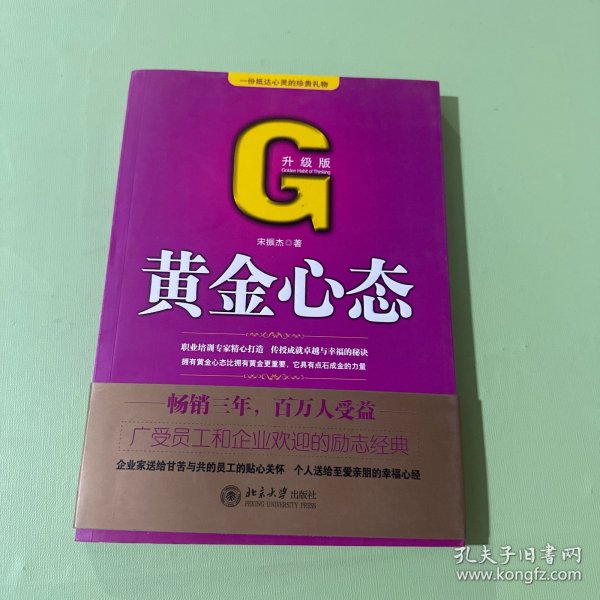 一份抵达心灵的珍贵礼物
G
升级版
Golden Habit of Thinking
宋振杰◎著
黄金心态
职业培训专家精心打造 传授成就卓越与幸福的秘诀
拥有黄金心态比拥有黄金更重要，它具有点石成金的力量
畅销三年，百万人受益
广受员工和企业欢迎的励志经典
企业家送给甘苦与共的员工的贴心关怀 个人送给至爱亲朋的幸福心经
北京大学出版社
PEKING UNIVERSITY PRESS
孔夫子旧书网
www.kongfz.com